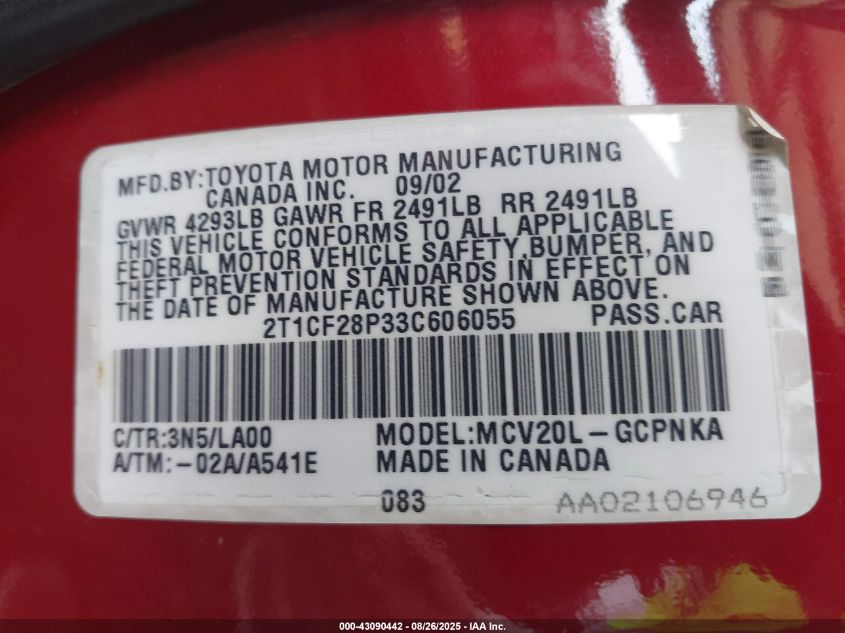 MFD.BY:TOYOTA MOTOR MANUFACTURING
CANADA INC. 09/02
GVWR 4293LB GAWR FR 2491LB RR 2491LB
THIS VEHICLE CONFORMS TO ALL APPLICABLE
FEDERAL MOTOR VEHICLE SAFETY,BUMPER, AND
THEFT PREVENTION STANDARDS IN EFFECT ON
THE DATE OF MANUFACTURE SHOWN ABOVE.
2T1CF28P33C606055 PASS.CAR
C/TR:3N5/LA00 MODEL:MCV20L-GCPNKA
A/TM:-02A/A541E MADE IN CANADA
083 AA02106946
000-43090442 - 08/26/2025 - IAA Inc.